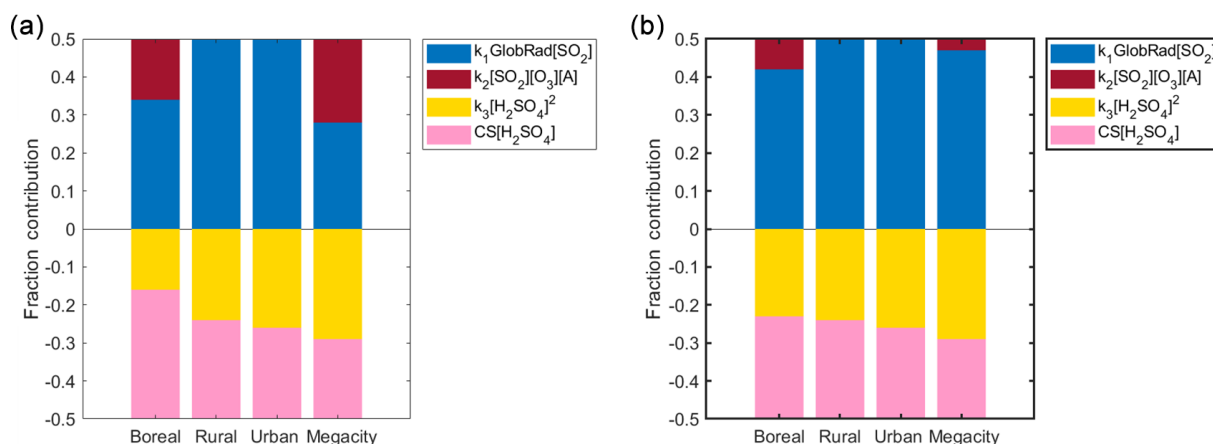 (a)
Fraction contribution
0.5
0.4
0.3
0.2
0.1
0
-0.1
-0.2
-0.3
-0.4
-0.5
Boreal Rural Urban Megacity
k₁GlobRad[SO₂]
k₂[SO₂][O₃][A]
k₃[H₂SO₄]²
CS[H₂SO₄]
(b)
Fraction contribution
0.5
0.4
0.3
0.2
0.1
0
-0.1
-0.2
-0.3
-0.4
-0.5
Boreal Rural Urban Megacity
k₁GlobRad[SO₂]
k₂[SO₂][O₃][A]
k₃[H₂SO₄]²
CS[H₂SO₄]